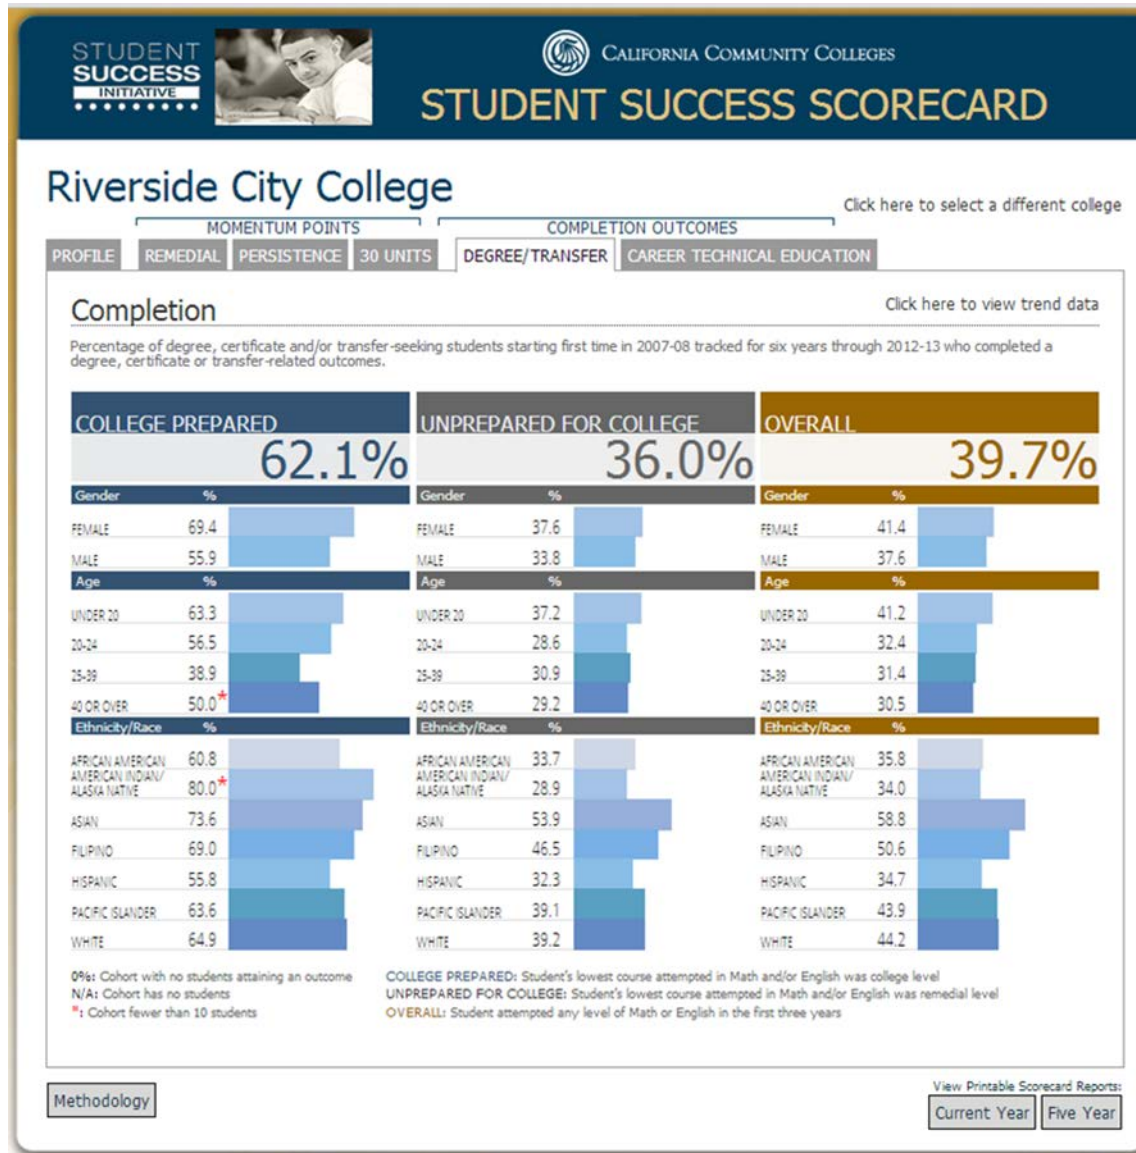 STUDENT
SUCCESS
INITIATIVE
CALIFORNIA COMMUNITY COLLEGES
STUDENT SUCCESS SCORECARD
Riverside City College
Click here to select a different college
MOMENTUM POINTS COMPLETION OUTCOMES
PROFILE REMEDIAL PERSISTENCE 30 UNITS DEGREE/TRANSFER CAREER TECHNICAL EDUCATION
Completion
Click here to view trend data
Percentage of degree, certificate and/or transfer-seeking students starting first time in 2007-08 tracked for six years through 2012-13 who completed a
degree, certificate or transfer-related outcomes.
COLLEGE PREPARED
62.1%
Gender %
FEMALE 69.4
MALE 55.9
Age %
UNDER 20 63.3
20-24 56.5
25-39 38.9
40 OR OVER 50.0*
Ethnicity/Race %
AFRICAN AMERICAN 60.8
AMERICAN INDIAN/
ALASKA NATIVE 80.0*
ASIAN 73.6
FILIPINO 69.0
HISPANIC 55.8
PACIFIC ISLANDER 63.6
WHITE 64.9
UNPREPARED FOR COLLEGE
36.0%
Gender %
FEMALE 37.6
MALE 33.8
Age %
UNDER 20 37.2
20-24 28.6
25-39 30.9
40 OR OVER 29.2
Ethnicity/Race %
AFRICAN AMERICAN 33.7
AMERICAN INDIAN/
ALASKA NATIVE 28.9
ASIAN 53.9
FILIPINO 46.5
HISPANIC 32.3
PACIFIC ISLANDER 39.1
WHITE 39.2
OVERALL
39.7%
Gender %
FEMALE 41.4
MALE 37.6
Age %
UNDER 20 41.2
20-24 32.4
25-39 31.4
40 OR OVER 30.5
Ethnicity/Race %
AFRICAN AMERICAN 35.8
AMERICAN INDIAN/
ALASKA NATIVE 34.0
ASIAN 58.8
FILIPINO 50.6
HISPANIC 34.7
PACIFIC ISLANDER 43.9
WHITE 44.2
0%: Cohort with no students attaining an outcome
N/A: Cohort has no students
*: Cohort fewer than 10 students
COLLEGE PREPARED: Student's lowest course attempted in Math and/or English was college level
UNPREPARED FOR COLLEGE: Student's lowest course attempted in Math and/or English was remedial level
OVERALL: Student attempted any level of Math or English in the first three years
Methodology
View Printable Scorecard Reports:
Current Year Five Year